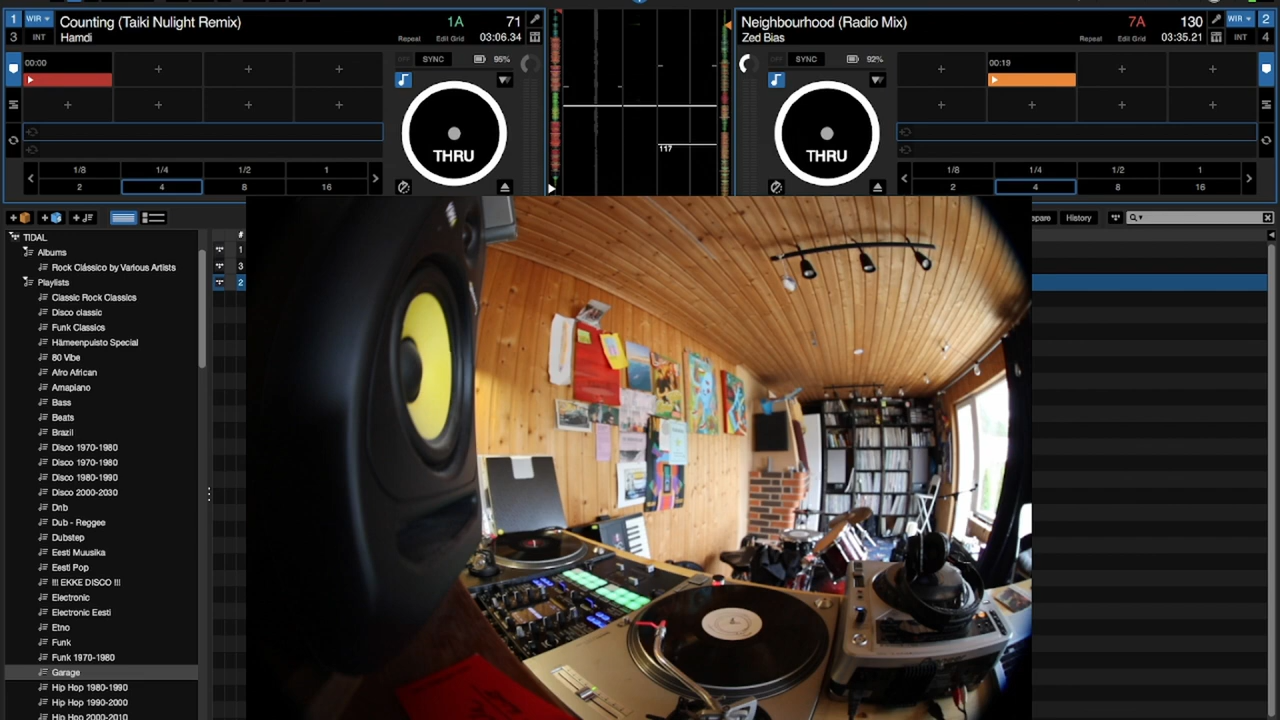 1 WIR Counting (Taiki Nulight Remix) 1A 71
3 INT Hamdi Repeat Edit Grid 03:06.34
Neighbourhood (Radio Mix) 7A 130 WIR 2
Zed Bias Repeat Edit Grid 03:35.21 INT 4
00:00
OFF SYNC 95%
OFF SYNC 92%
00:19
THRU
117
THRU
1/8 1/4 1/2 1
2 4 8 16
1/8 1/4 1/2 1
2 4 8 16
pare History
TIDAL #
Albums 1
Rock Clássico by Various Artists 3
Playlists 2
Classic Rock Classics
Disco classic
Funk Classics
Hämeenpuisto Special
80 Vibe
Afro African
Amapiano
Bass
Beats
Brazil
Disco 1970-1980
Disco 1970-1980
Disco 1980-1990
Disco 2000-2030
Dnb
Dub - Reggee
Dubstep
Eesti Muusika
Eesti Pop
!!! EKKE DISCO !!!
Electronic
Electronic Eesti
Etno
Funk
Funk 1970-1980
Garage
Hip Hop 1980-1990
Hip Hop 1990-2000
Hip Hop 2000-2010